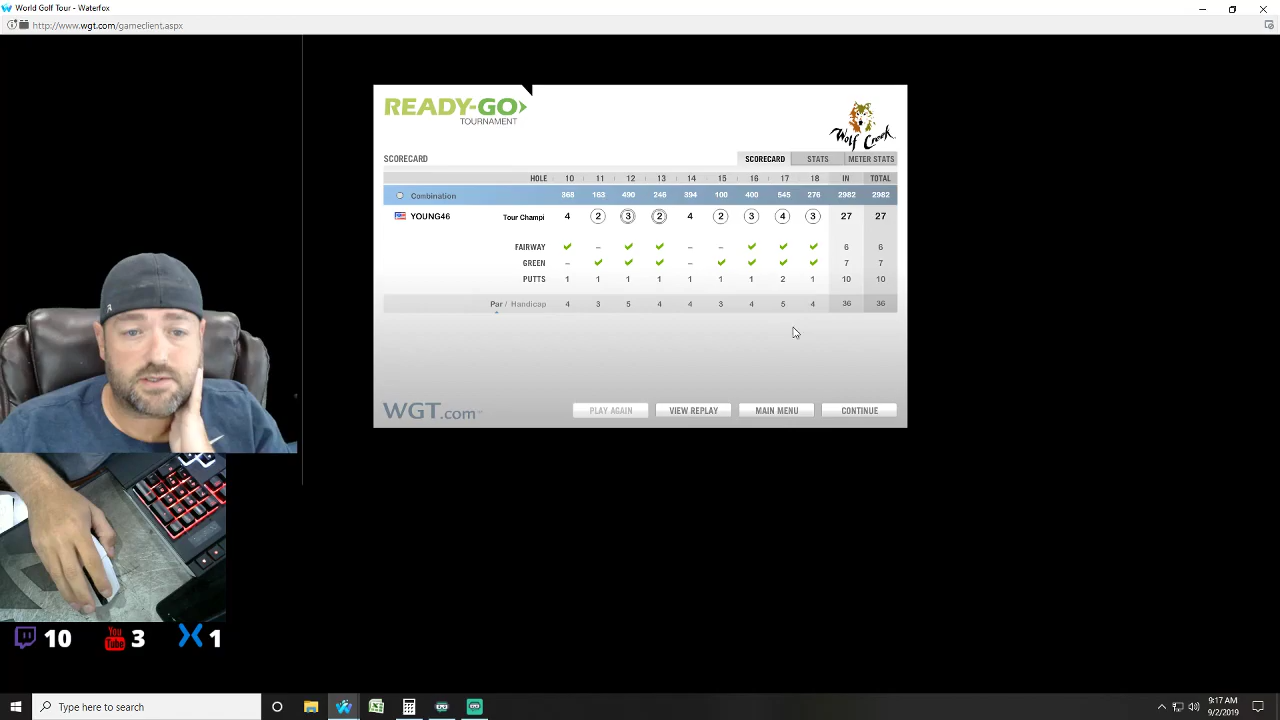 World Golf Tour - Waterfox
http://www.wgt.com/gameclient.aspx
READY-GO
TOURNAMENT
Wolf Creek
SCORECARD
SCORECARD STATS METER STATS
HOLE 10 11 12 13 14 15 16 17 18 IN TOTAL
Combination 368 163 490 246 394 100 400 545 276 2982 2982
YOUNG46 Tour Champi 4 2 3 2 4 2 3 4 3 27 27
FAIRWAY – – – 6 6
GREEN – – 7 7
PUTTS 1 1 1 1 1 1 1 2 1 10 10
Par / Handicap 4 3 5 4 4 3 4 5 4 36 36
WGT.com
PLAY AGAIN VIEW REPLAY MAIN MENU CONTINUE
10 You Tube 3 1
Type here to search
9:17 AM
9/2/2019